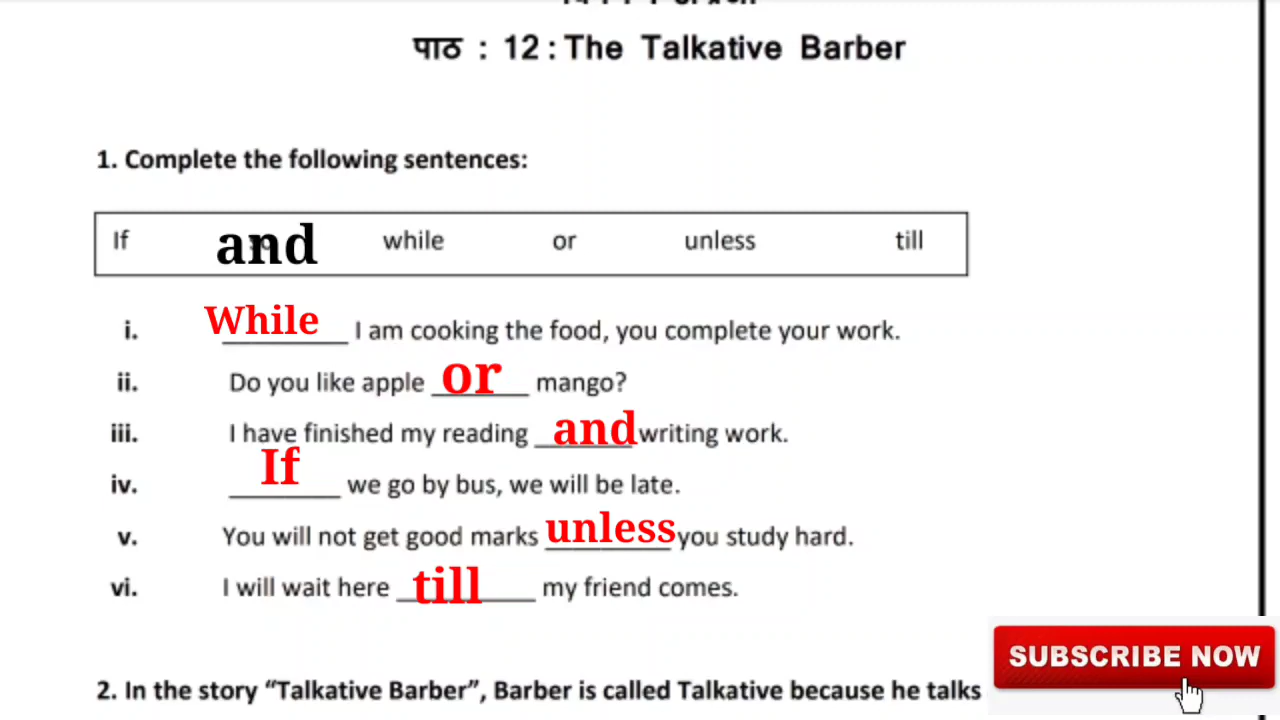 पाठ : 12 : The Talkative Barber
1. Complete the following sentences:
If and while or unless till
i. While I am cooking the food, you complete your work.
ii. Do you like apple or mango?
iii. I have finished my reading and writing work.
iv. If we go by bus, we will be late.
v. You will not get good marks unless you study hard.
vi. I will wait here till my friend comes.
SUBSCRIBE NOW
2. In the story “Talkative Barber”, Barber is called Talkative because he talks